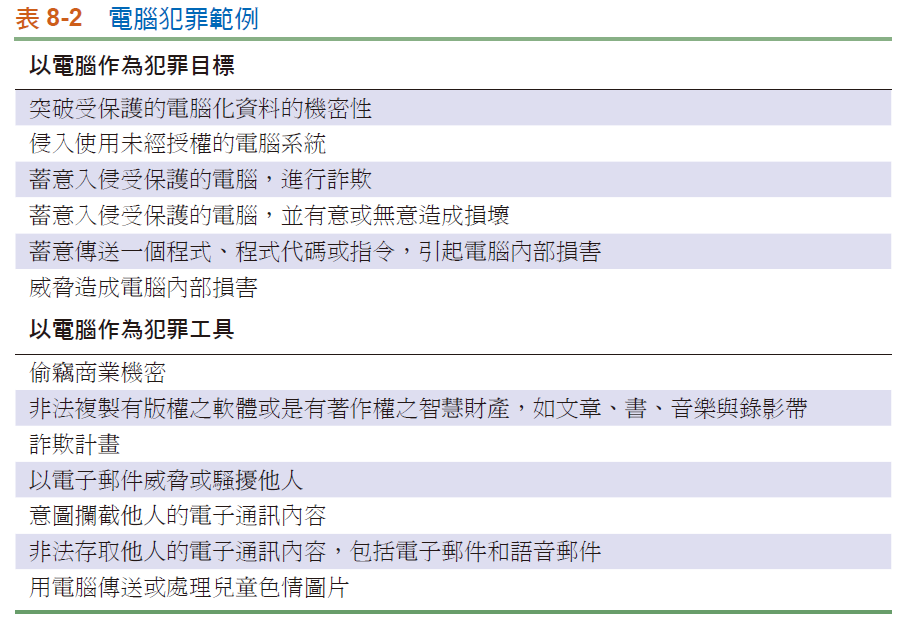 表 8-2 電腦犯罪範例
以電腦作為犯罪目標
突破受保護的電腦化資料的機密性
侵入使用未經授權的電腦系統
蓄意入侵受保護的電腦，進行詐欺
蓄意入侵受保護的電腦，並有意或無意造成損壞
蓄意傳送一個程式、程式代碼或指令，引起電腦內部損害
威脅造成電腦內部損害
以電腦作為犯罪工具
偷竊商業機密
非法複製有版權之軟體或是有著作權之智慧財產，如文章、書、音樂與錄影帶
詐欺計畫
以電子郵件威脅或騷擾他人
意圖攔截他人的電子通訊內容
非法存取他人的電子通訊內容，包括電子郵件和語音郵件
用電腦傳送或處理兒童色情圖片